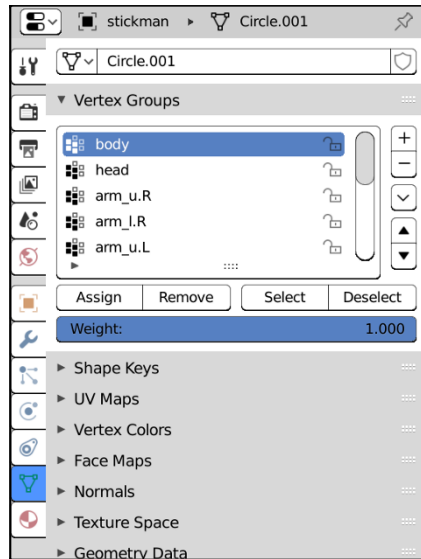 stickman Circle.001
Circle.001
Vertex Groups
body
head
arm_u.R
arm_l.R
arm_u.L
Assign Remove Select Deselect
Weight: 1.000
Shape Keys
UV Maps
Vertex Colors
Face Maps
Normals
Texture Space
Geometry Data